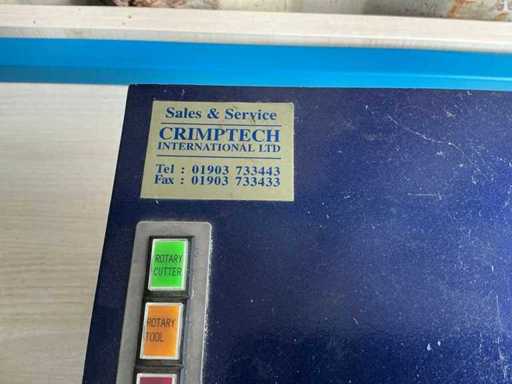 Sales & Service
CRIMPTECH
INTERNATIONAL LTD
Tel : 01903 733443
Fax : 01903 733433
ROTARY
CUTTER
ROTARY
TOOL